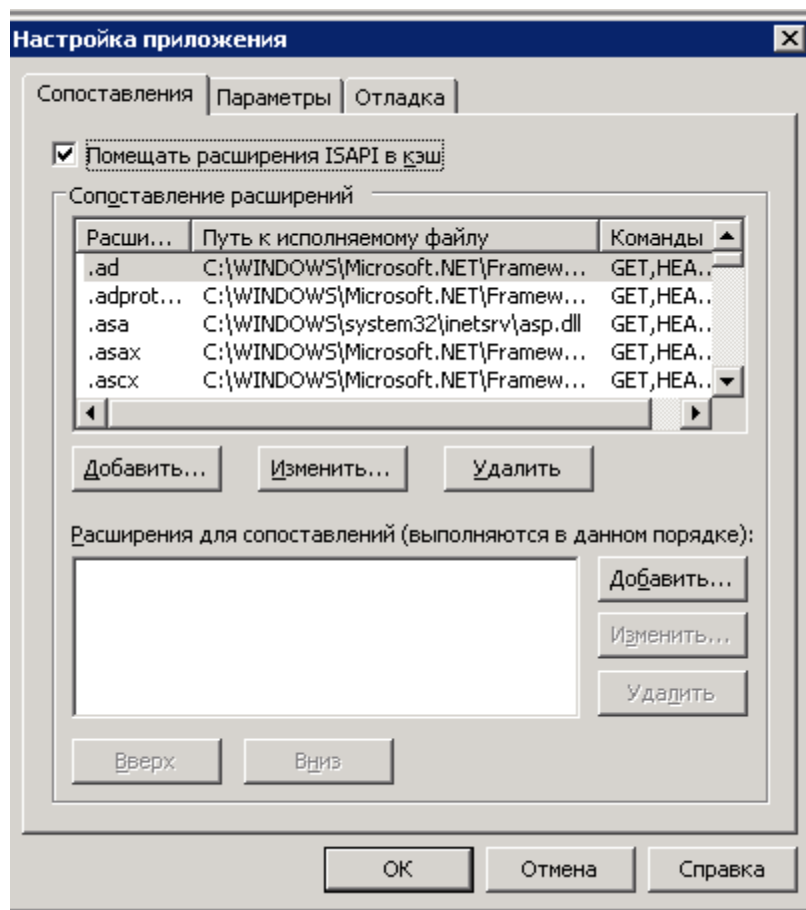 Настройка приложения
Сопоставления Параметры Отладка
Помещать расширения ISAPI в кэш
Сопоставление расширений
Расши... Путь к исполняемому файлу Команды
.ad C:\WINDOWS\Microsoft.NET\Framew... GET,HEA...
.adprot... C:\WINDOWS\Microsoft.NET\Framew... GET,HEA...
.asa C:\WINDOWS\system32\inetsrv\asp.dll GET,HEA...
.asax C:\WINDOWS\Microsoft.NET\Framew... GET,HEA...
.ascx C:\WINDOWS\Microsoft.NET\Framew... GET,HEA...
Добавить... Изменить... Удалить
Расширения для сопоставлений (выполняются в данном порядке):
Добавить...
Изменить...
Удалить
Вверх Вниз
ОК Отмена Справка